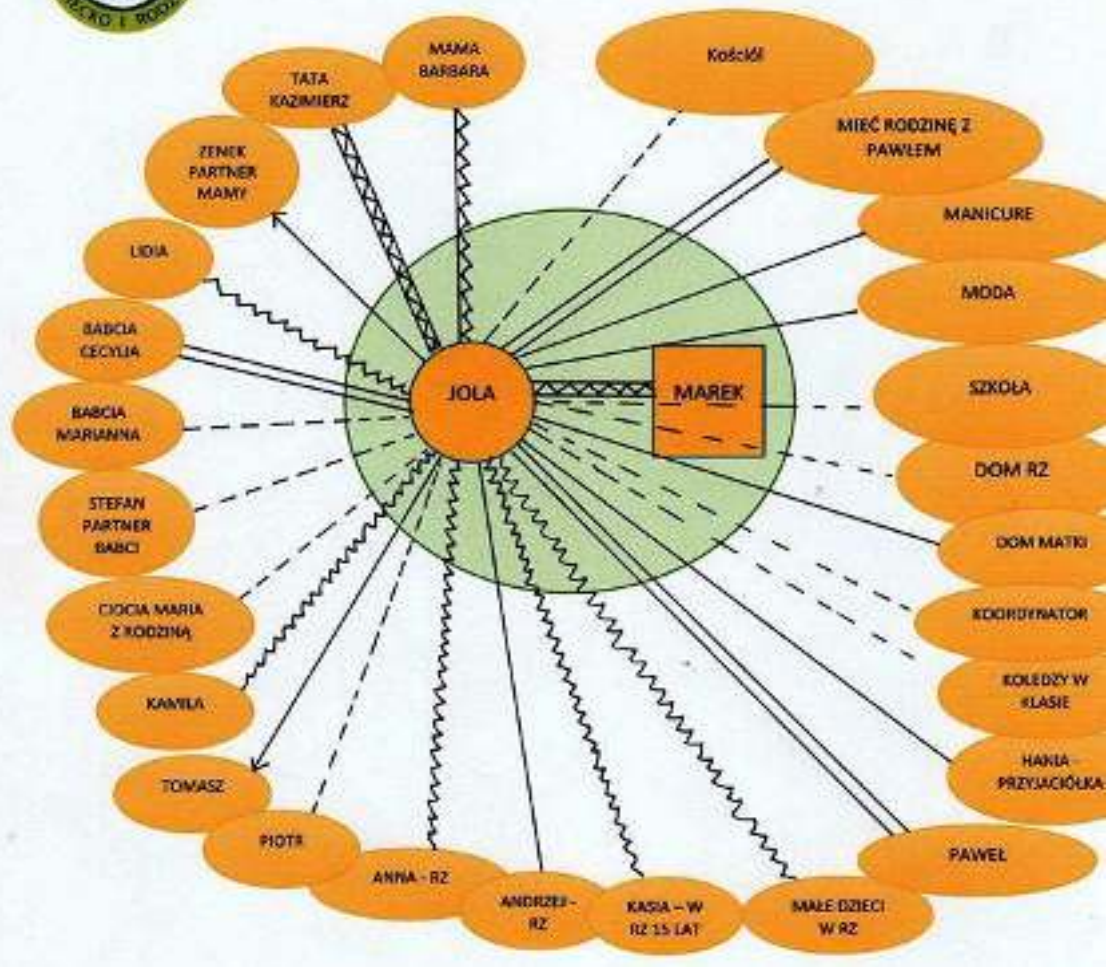 MAMA
BARBARA
TATA
KAZIMIERZ
ZENEK
PARTNER
MAMY
LIDIA
BABCIA
CECYLIA
BABCIA
MARIANNA
STEFAN
PARTNER
BABCI
CIOCIA MARIA
Z RODZINĄ
KAMILA
TOMASZ
PIOTR
ANNA - RZ
ANDRZEJ -
RZ
KASIA – W
RZ 15 LAT
MAŁE DZIECI
W RZ
PAWEŁ
HANIA -
PRZYJACIÓŁKA
KOLEDZY W
KLASIE
KOORDYNATOR
DOM MATKI
DOM RZ
SZKOŁA
MODA
MANICURE
MIEĆ RODZINĘ Z
PAWŁEM
Kościół
JOLA
MAREK